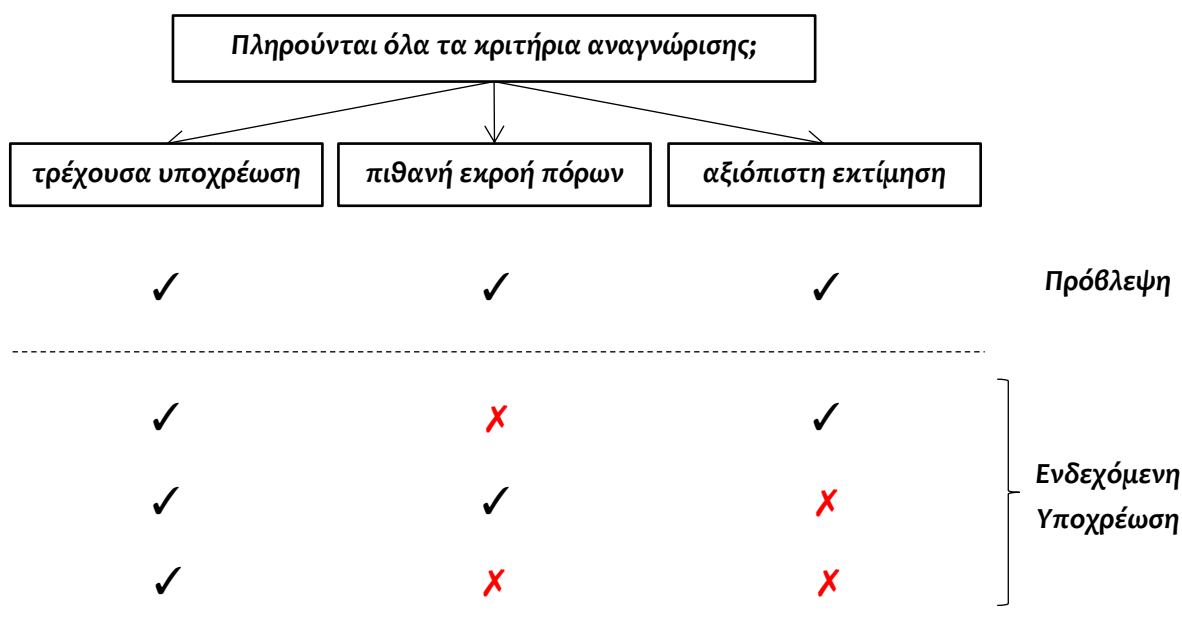 Πληρούνται όλα τα κριτήρια αναγνώρισης;
τρέχουσα υποχρέωση
πιθανή εκροή πόρων
αξιόπιστη εκτίμηση
✓ ✓ ✓
Πρόβλεψη
✓ ✗ ✓
✓ ✓ ✗
✓ ✗ ✗
Ενδεχόμενη
Υποχρέωση